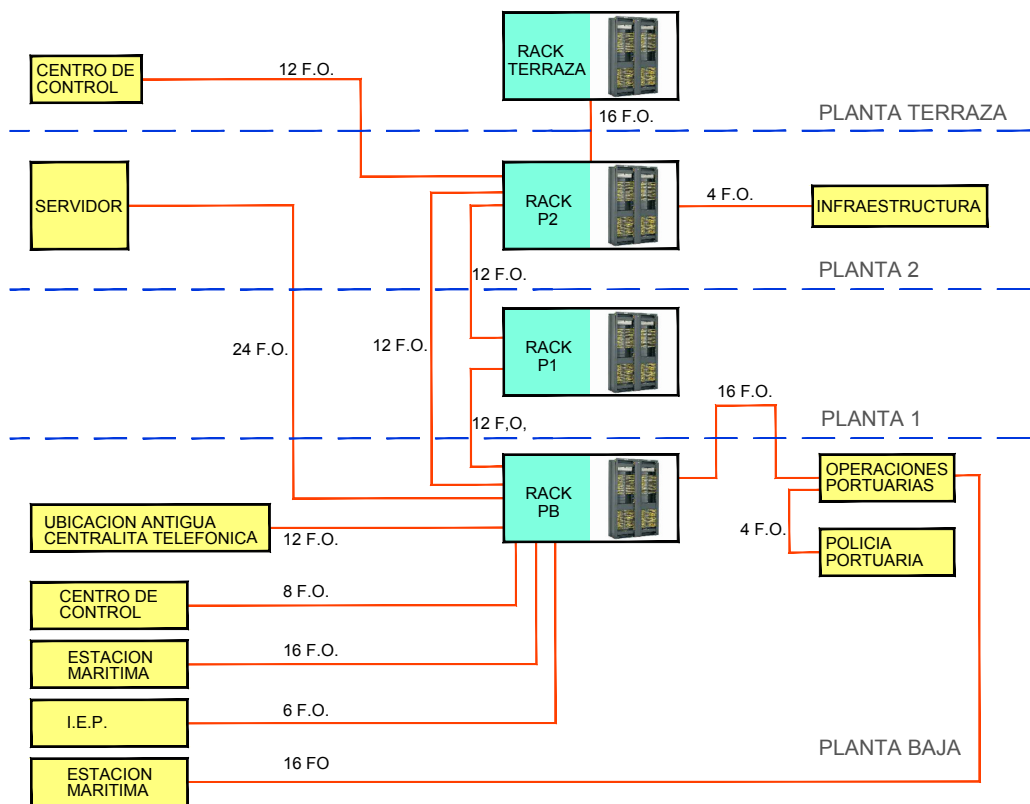 RACK
TERRAZA
CENTRO DE
CONTROL
12 F.O.
16 F.O.
PLANTA TERRAZA
SERVIDOR
RACK
P2
4 F.O.
INFRAESTRUCTURA
12 F.O.
PLANTA 2
24 F.O.
12 F.O.
RACK
P1
16 F.O.
12 F,O,
PLANTA 1
RACK
PB
OPERACIONES
PORTUARIAS
UBICACION ANTIGUA
CENTRALITA TELEFONICA
12 F.O.
4 F.O.
POLICIA
PORTUARIA
CENTRO DE
CONTROL
8 F.O.
ESTACION
MARITIMA
16 F.O.
I.E.P.
6 F.O.
PLANTA BAJA
ESTACION
MARITIMA
16 FO